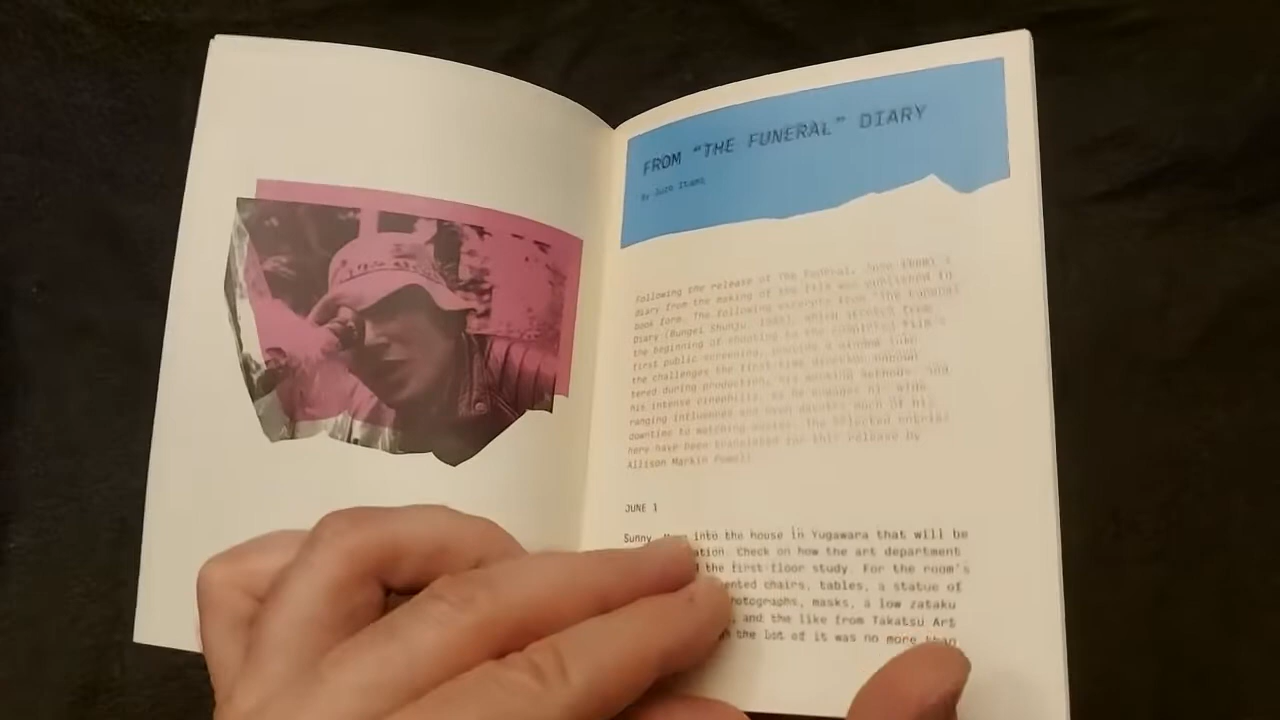 FROM "THE FUNERAL" DIARY
By Juzo Itami
Following the release of The Funeral, Juzo Itami's
diary from the making of the film was published in
book form. The following excerpts from "The Funeral"
Diary (Bungei Shunju, 1985), which stretch from
the beginning of shooting to the completed film's
first public screening, provide a window into
the challenges the first-time director encoun-
tered during production, his working methods, and
his intense cinephilia, as he engages his wide-
ranging influences and even devotes much of his
downtime to watching movies. The selected entries
here have been translated for this release by
Allison Markin Powell.
JUNE 1
Sunny. into the house in Yugawara that will be
ation. Check on how the art department
the first-floor study. For the room's
ented chairs, tables, a statue of
otographs, masks, a low zataku
, and the like from Takatsu Art
the lot of it was no more than